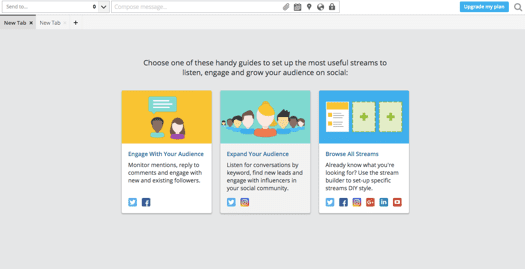 Send to... 0 Compose message... Upgrade my plan
New Tab × New Tab × +
Choose one of these handy guides to set up the most useful streams to
listen, engage and grow your audience on social:
Engage With Your Audience
Monitor mentions, reply to
comments and engage with
new and existing followers.
Expand Your Audience
Listen for conversations by
keyword, find new leads and
engage with influencers in
your social community.
Browse All Streams
Already know what you're
looking for? Use the stream
builder to set-up specific
streams DIY style.